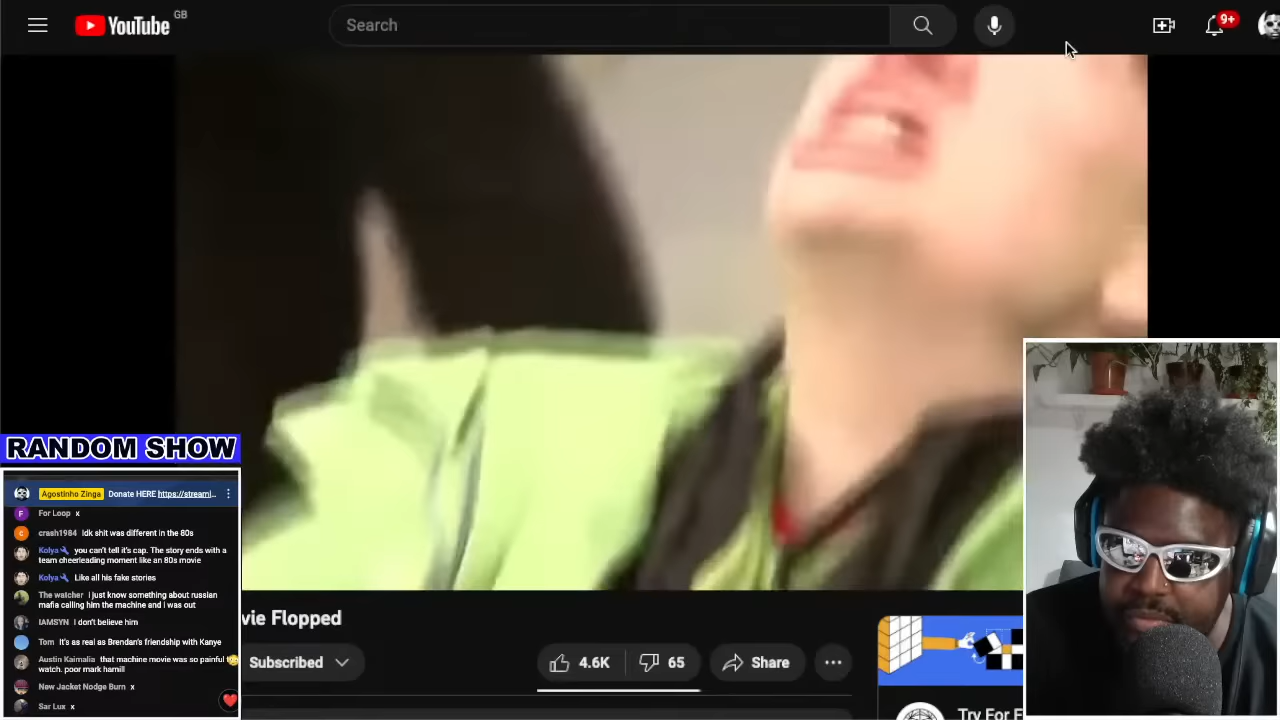 YouTube GB
Search
9+
RANDOM SHOW
Agostinho Zinga Donate HERE https://streaml...
For Loop x
crash1984 Idk shit was different in the 80s
Kolya you can't tell it's cap. The story ends with a
team cheerleading moment like an 80s movie
Kolya Like all his fake stories
The watcher i just know something about russian
mafia calling him the machine and i was out
IAMSYN I don't believe him
Tom It's as real as Brendan's friendship with Kanye
Austin Kaimalia that machine movie was so painful t
watch. poor mark hamill
New Jacket Nodge Burn x
Sar Lux x
vie Flopped
Subscribed
4.6K
65
Share
Try For F